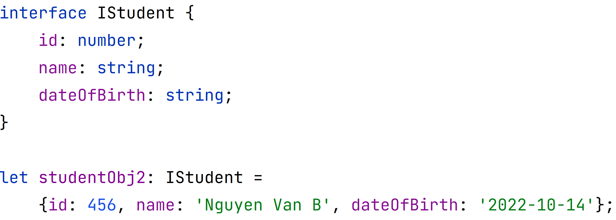 interface IStudent {
    id: number;
    name: string;
    dateOfBirth: string;
}

let studentObj2: IStudent =
    {id: 456, name: 'Nguyen Van B', dateOfBirth: '2022-10-14'};